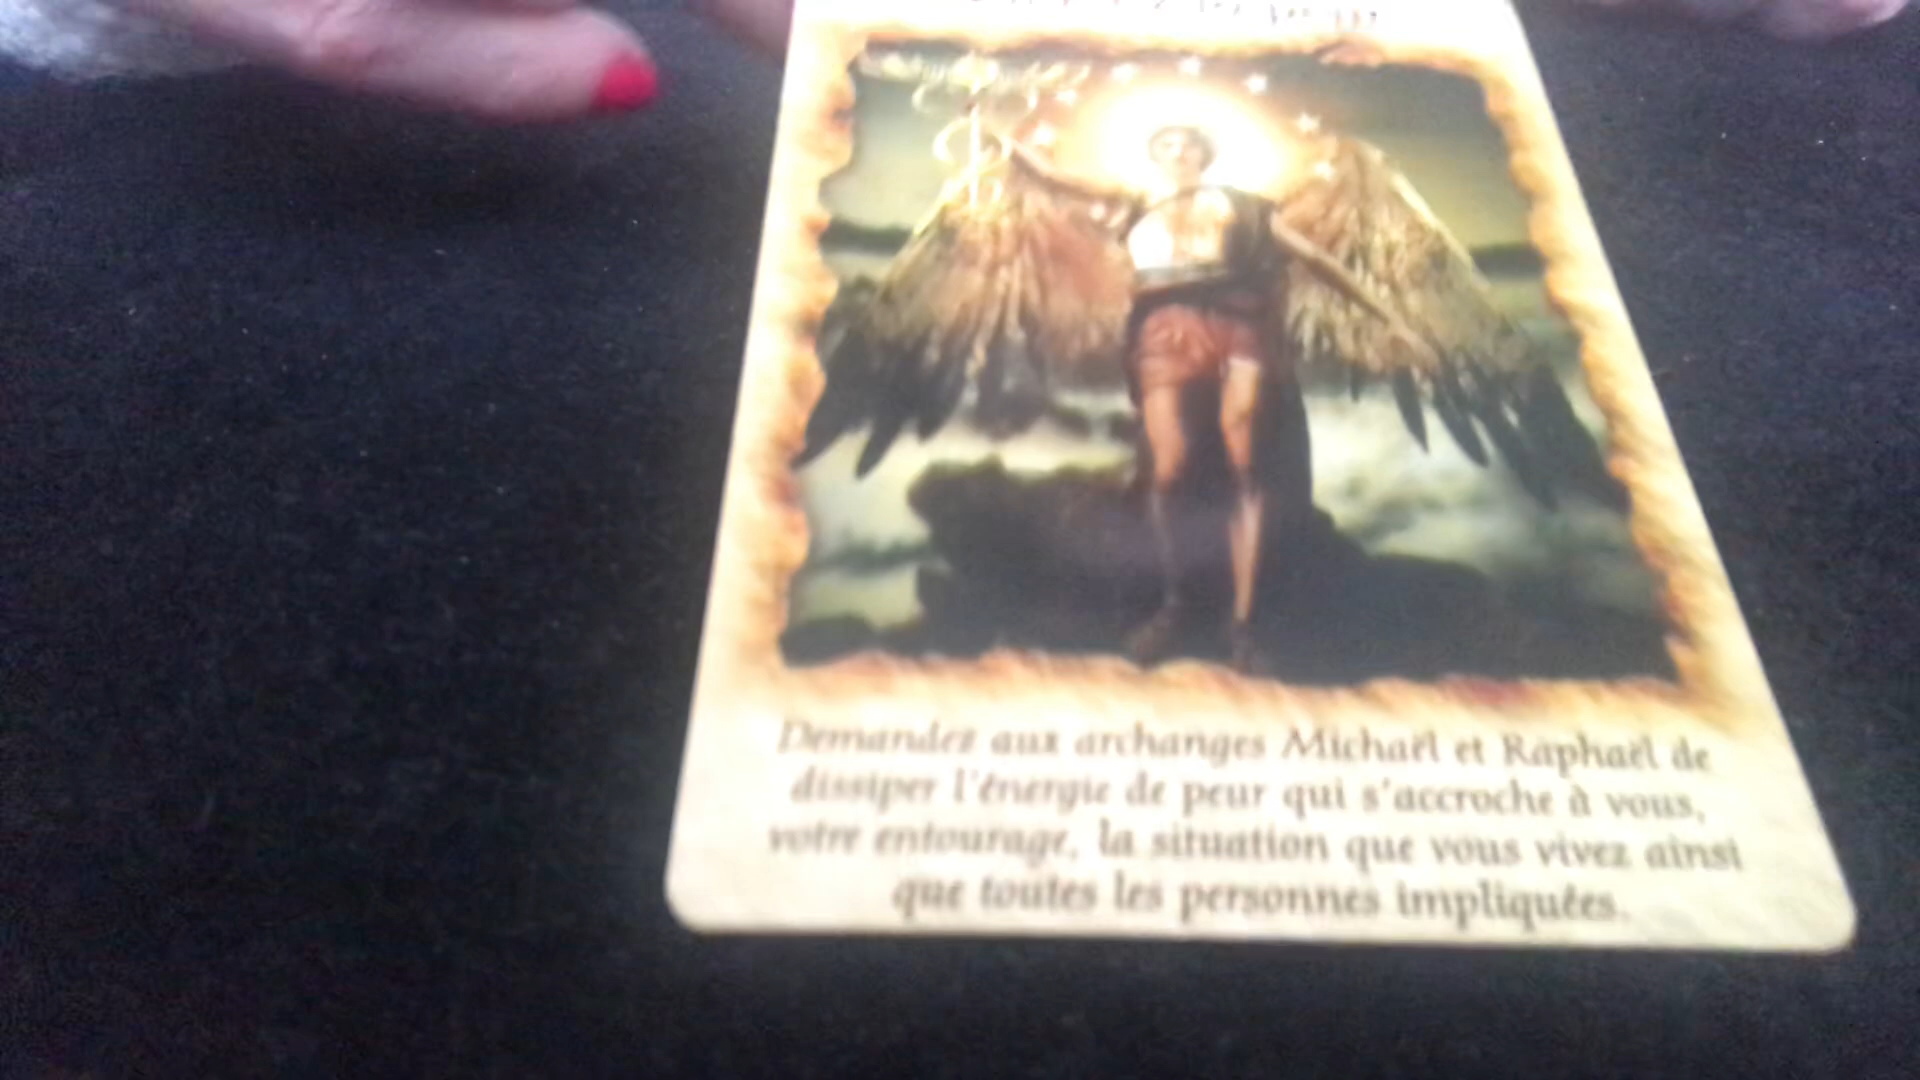 Demandez aux archanges Michaël et Raphaël de
dissiper l'énergie de peur qui s'accroche à vous,
votre entourage, la situation que vous vivez ainsi
que toutes les personnes impliquées.